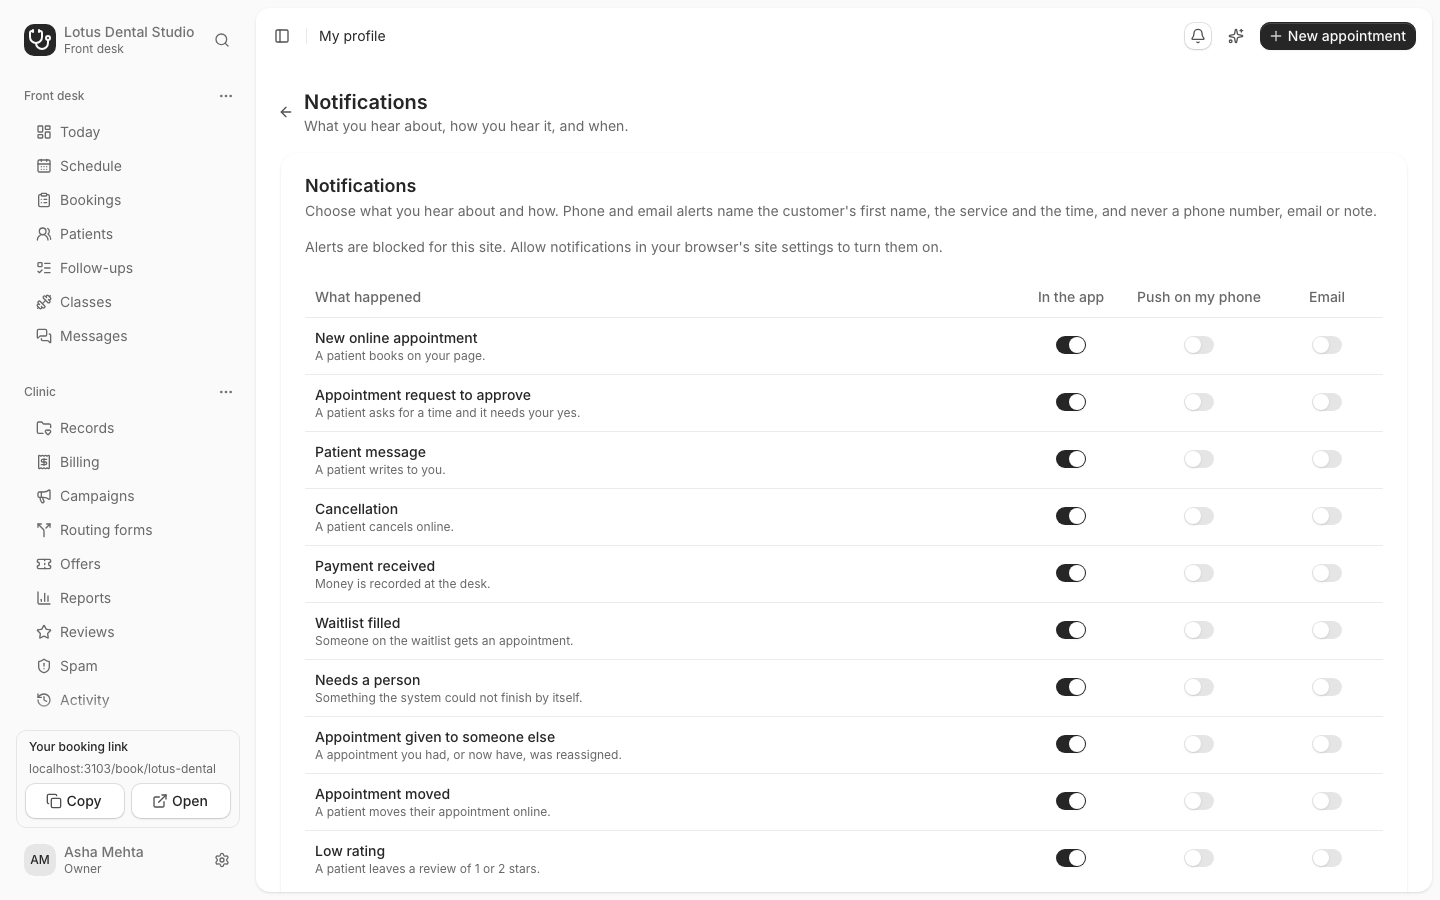 Lotus Dental Studio
Front desk
My profile
New appointment
Front desk
Today
Schedule
Bookings
Patients
Follow-ups
Classes
Messages
Clinic
Records
Billing
Campaigns
Routing forms
Offers
Reports
Reviews
Spam
Activity
Your booking link
localhost:3103/book/lotus-dental
Copy
Open
AM
Asha Mehta
Owner
Notifications
What you hear about, how you hear it, and when.
Notifications
Choose what you hear about and how. Phone and email alerts name the customer's first name, the service and the time, and never a phone number, email or note.
Alerts are blocked for this site. Allow notifications in your browser's site settings to turn them on.
What happened In the app Push on my phone Email
New online appointment
A patient books on your page.
Appointment request to approve
A patient asks for a time and it needs your yes.
Patient message
A patient writes to you.
Cancellation
A patient cancels online.
Payment received
Money is recorded at the desk.
Waitlist filled
Someone on the waitlist gets an appointment.
Needs a person
Something the system could not finish by itself.
Appointment given to someone else
A appointment you had, or now have, was reassigned.
Appointment moved
A patient moves their appointment online.
Low rating
A patient leaves a review of 1 or 2 stars.